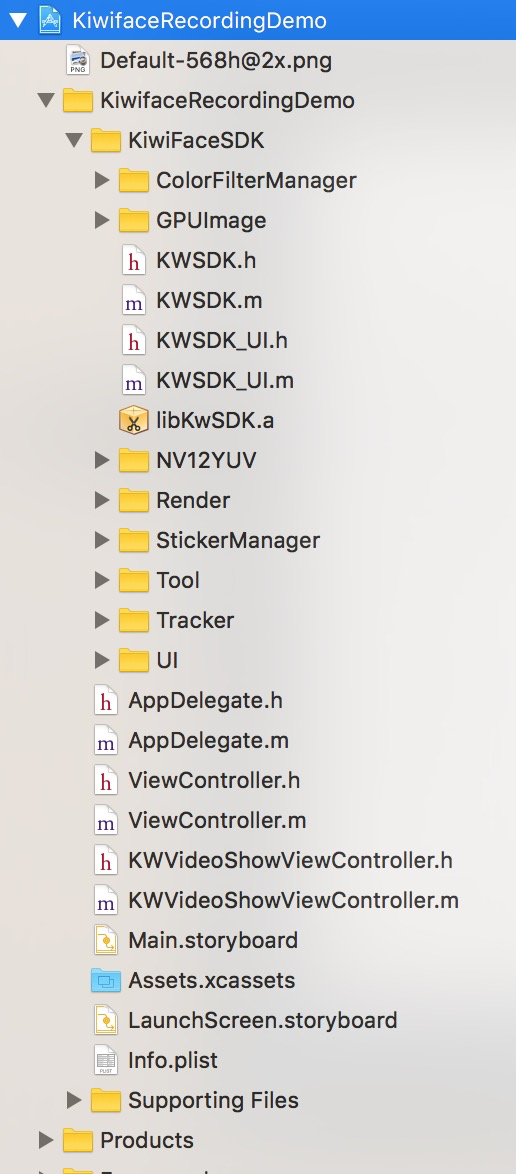 KiwifaceRecordingDemo
Default-568h@2x.png
KiwifaceRecordingDemo
KiwiFaceSDK
ColorFilterManager
GPUImage
KWSDK.h
KWSDK.m
KWSDK_UI.h
KWSDK_UI.m
libKwSDK.a
NV12YUV
Render
StickerManager
Tool
Tracker
UI
AppDelegate.h
AppDelegate.m
ViewController.h
ViewController.m
KWVideoShowViewController.h
KWVideoShowViewController.m
Main.storyboard
Assets.xcassets
LaunchScreen.storyboard
Info.plist
Supporting Files
Products